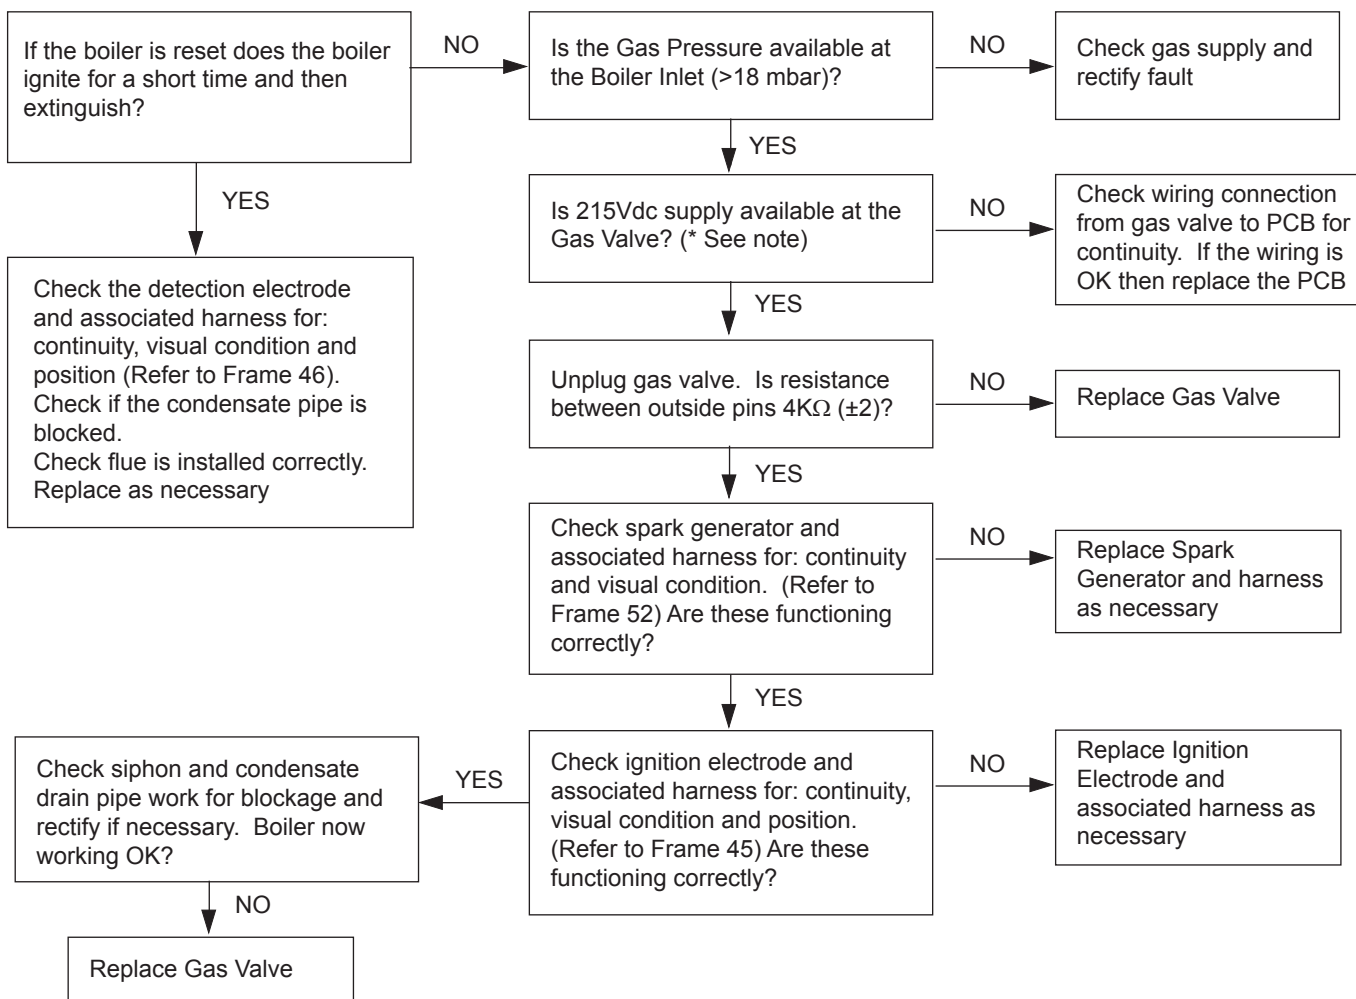 If the boiler is reset does the boiler
ignite for a short time and then
extinguish?
NO
Is the Gas Pressure available at
the Boiler Inlet (>18 mbar)?
NO
Check gas supply and
rectify fault
YES
YES
Is 215Vdc supply available at the
Gas Valve? (* See note)
NO
Check wiring connection
from gas valve to PCB for
continuity.  If the wiring is
OK then replace the PCB
Check the detection electrode
and associated harness for:
continuity, visual condition and
position (Refer to Frame 46).
Check if the condensate pipe is
blocked.
Check flue is installed correctly.
Replace as necessary
YES
Unplug gas valve.  Is resistance
between outside pins 4KΩ (±2)?
NO
Replace Gas Valve
YES
Check spark generator and
associated harness for: continuity
and visual condition.  (Refer to
Frame 52) Are these functioning
correctly?
NO
Replace Spark
Generator and harness
as necessary
YES
Check ignition electrode and
associated harness for: continuity,
visual condition and position.
(Refer to Frame 45) Are these
functioning correctly?
NO
Replace Ignition
Electrode and
associated harness as
necessary
YES
Check siphon and condensate
drain pipe work for blockage and
rectify if necessary.  Boiler now
working OK?
NO
Replace Gas Valve